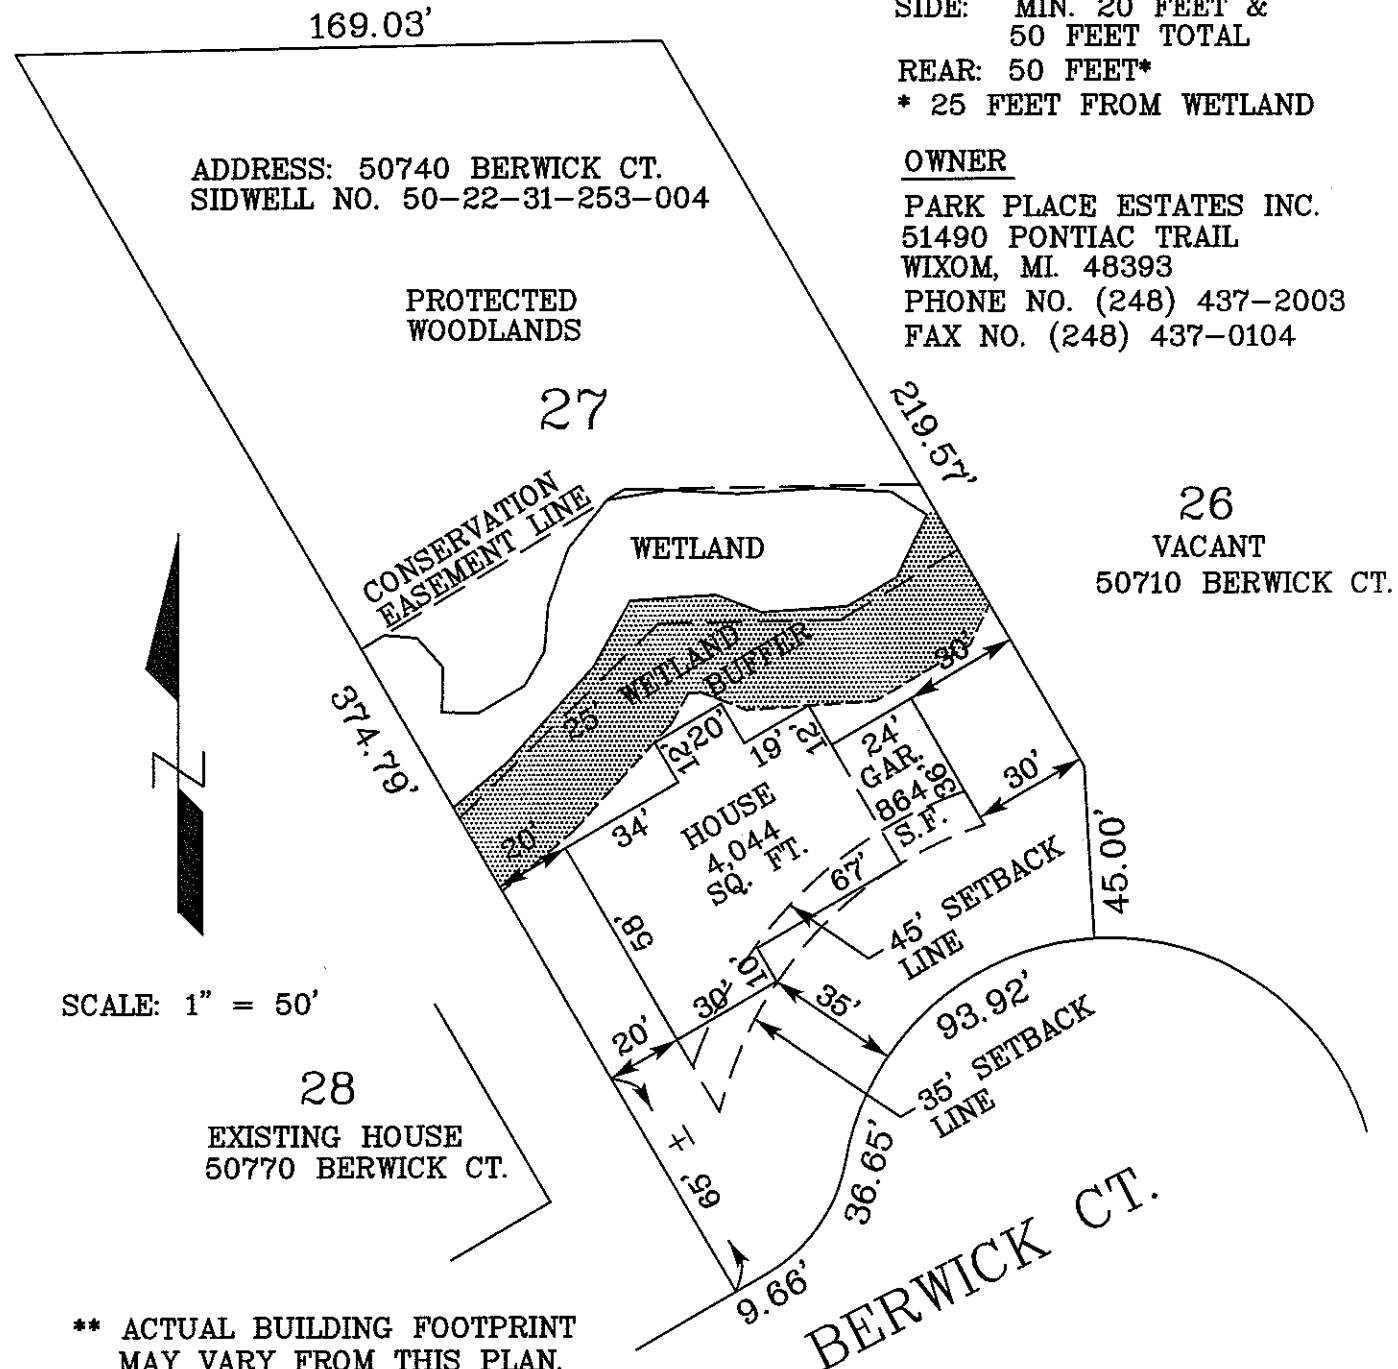 169.03'
SIDE: MIN. 20 FEET &
50 FEET TOTAL
REAR: 50 FEET*
* 25 FEET FROM WETLAND
OWNER
PARK PLACE ESTATES INC.
51490 PONTIAC TRAIL
WIXOM, MI. 48393
PHONE NO. (248) 437-2003
FAX NO. (248) 437-0104
ADDRESS: 50740 BERWICK CT.
SIDWELL NO. 50-22-31-253-004
PROTECTED
WOODLANDS
27
219.57'
CONSERVATION
EASEMENT LINE
WETLAND
26
VACANT
50710 BERWICK CT.
25' WETLAND
BUFFER
30'
374.79'
12'
20'
19'
12'
24'
GAR.
864
S.F.
36'
30'
20'
34'
HOUSE
4,044
SQ. FT.
67'
58'
45' SETBACK
LINE
45.00'
10'
30'
35'
20'
93.92'
35' SETBACK
LINE
SCALE: 1" = 50'
28
EXISTING HOUSE
50770 BERWICK CT.
65' +-
36.65'
9.66'
BERWICK CT.
** ACTUAL BUILDING FOOTPRINT
MAY VARY FROM THIS PLAN.
Z